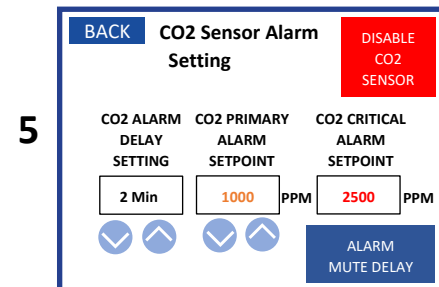 BACK
CO2 Sensor Alarm
Setting
DISABLE
CO2
SENSOR
5
CO2 ALARM
DELAY
SETTING
CO2 PRIMARY
ALARM
SETPOINT
CO2 CRITICAL
ALARM
SETPOINT
2 Min
1000
PPM
2500
PPM
ALARM
MUTE DELAY